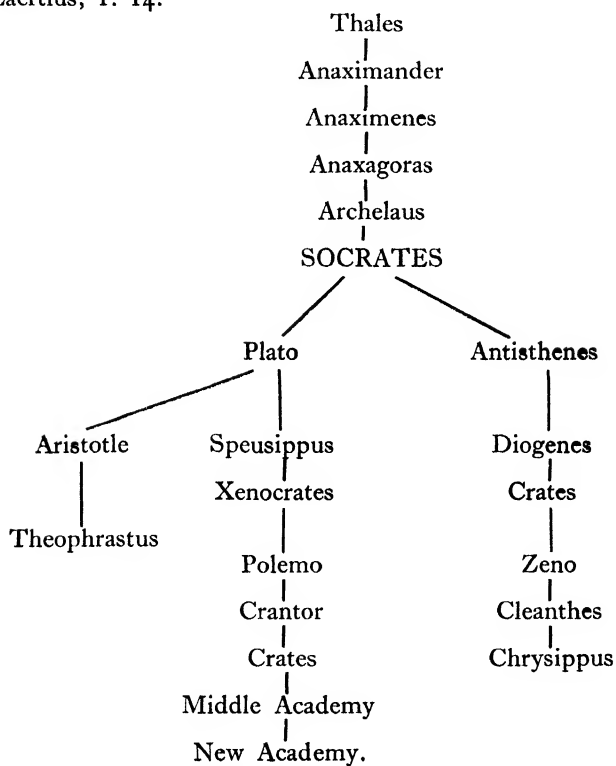 Laertius, I. 14.
Thales
Anaximander
Anaximenes
Anaxagoras
Archelaus
SOCRATES
Plato Antisthenes
Aristotle Speusippus Diogenes
Xenocrates Crates
Theophrastus
Polemo Zeno
Crantor Cleanthes
Crates Chrysippus
Middle Academy
New Academy.